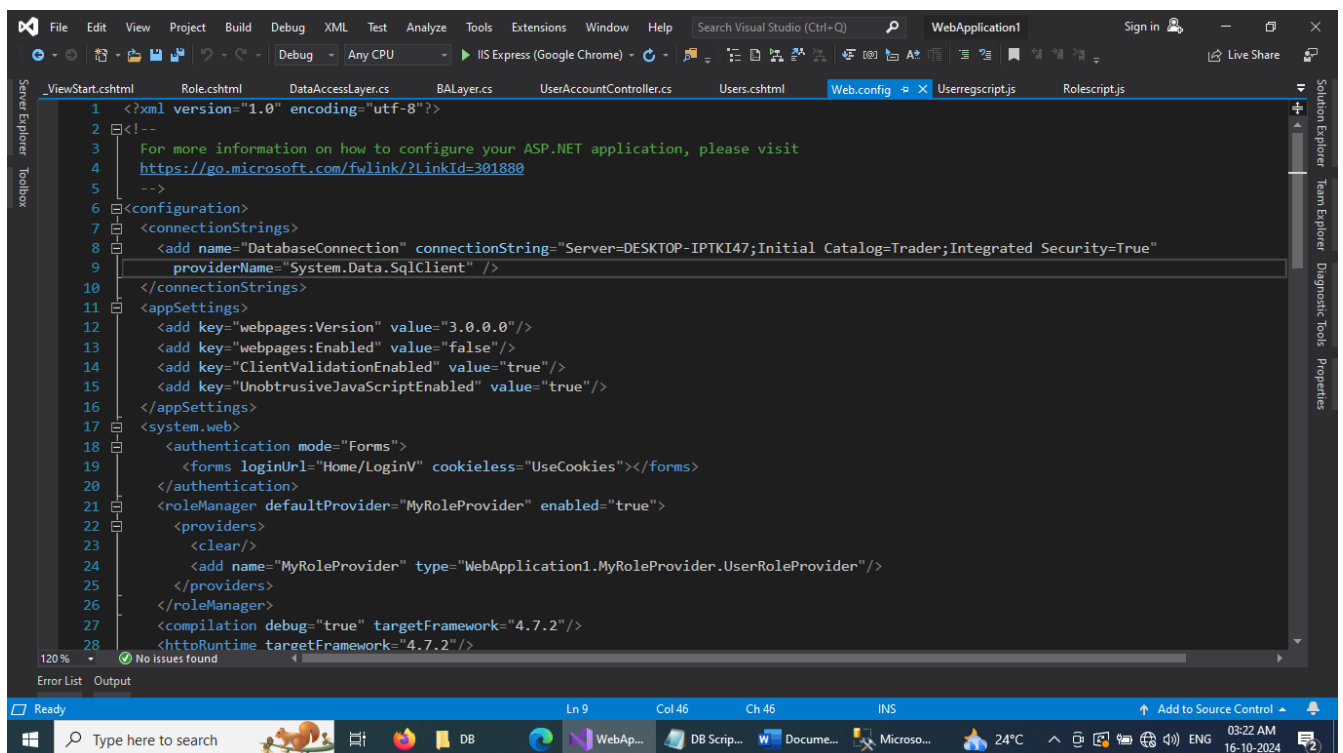 File Edit View Project Build Debug XML Test Analyze Tools Extensions Window Help Search Visual Studio (Ctrl+Q) WebApplication1 Sign in
Debug Any CPU IIS Express (Google Chrome) Live Share
_ViewStart.cshtml Role.cshtml DataAccessLayer.cs BALayer.cs UserAccountController.cs Users.cshtml Web.config Userregscript.js Rolescript.js
Server Explorer
Toolbox
1 <?xml version="1.0" encoding="utf-8"?>
2 <!--
3 For more information on how to configure your ASP.NET application, please visit
4 https://go.microsoft.com/fwlink/?LinkId=301880
5 -->
6 <configuration>
7 <connectionStrings>
8 <add name="DatabaseConnection" connectionString="Server=DESKTOP-IPTKI47;Initial Catalog=Trader;Integrated Security=True"
9 providerName="System.Data.SqlClient" />
10 </connectionStrings>
11 <appSettings>
12 <add key="webpages:Version" value="3.0.0.0"/>
13 <add key="webpages:Enabled" value="false"/>
14 <add key="ClientValidationEnabled" value="true"/>
15 <add key="UnobtrusiveJavaScriptEnabled" value="true"/>
16 </appSettings>
17 <system.web>
18 <authentication mode="Forms">
19 <forms loginUrl="Home/LoginV" cookieless="UseCookies"></forms>
20 </authentication>
21 <roleManager defaultProvider="MyRoleProvider" enabled="true">
22 <providers>
23 <clear/>
24 <add name="MyRoleProvider" type="WebApplication1.MyRoleProvider.UserRoleProvider"/>
25 </providers>
26 </roleManager>
27 <compilation debug="true" targetFramework="4.7.2"/>
28 <httpRuntime targetFramework="4.7.2"/>
Solution Explorer
Team Explorer
Diagnostic Tools
Properties
120 % No issues found
Error List Output
Ready Ln 9 Col 46 Ch 46 INS Add to Source Control
Type here to search DB WebAp... DB Scrip... Docume... Microso... 24°C ENG 03:22 AM
16-10-2024